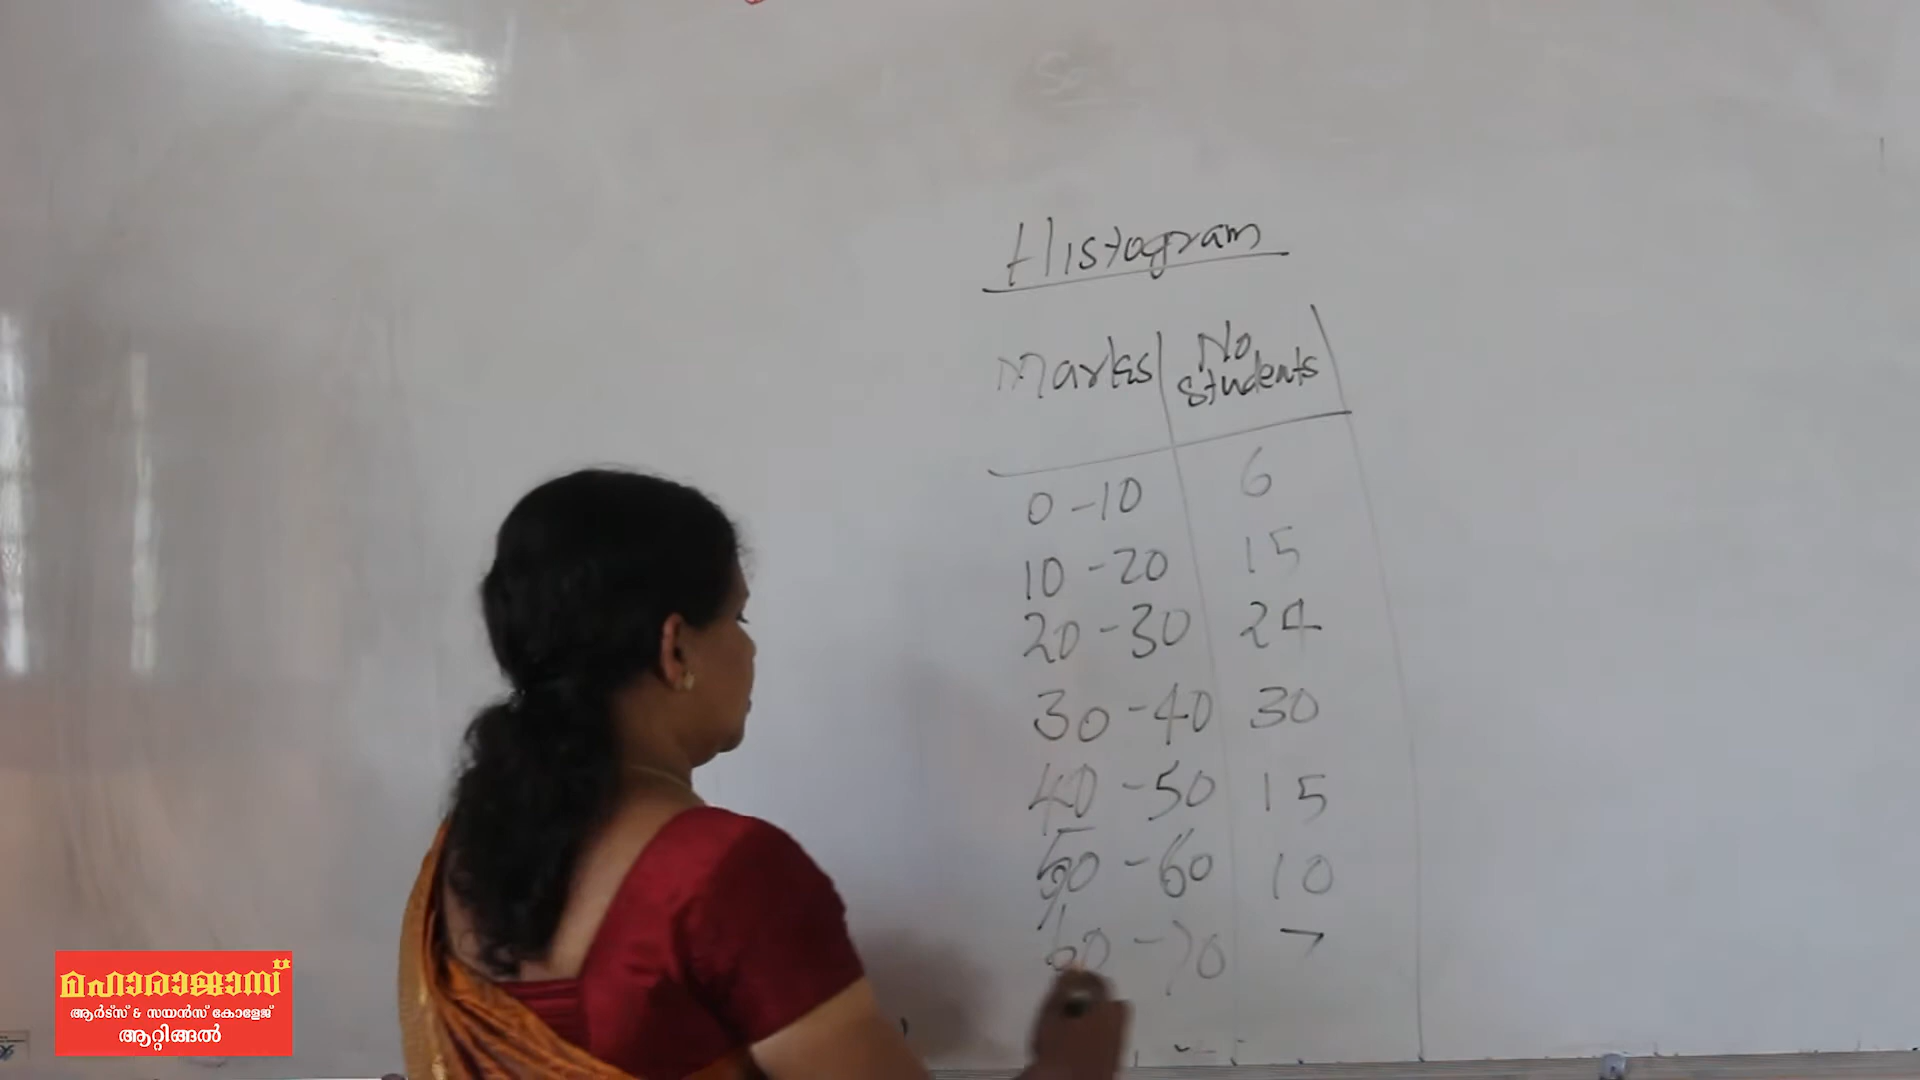 Histogram
Marks No
students
0-10 6
10-20 15
20-30 24
30-40 30
40-50 15
50-60 10
60-70 7
മഹാരാജാസ്
ആർട്സ് & സയൻസ് കോളേജ്
ആറ്റിങ്ങൽ